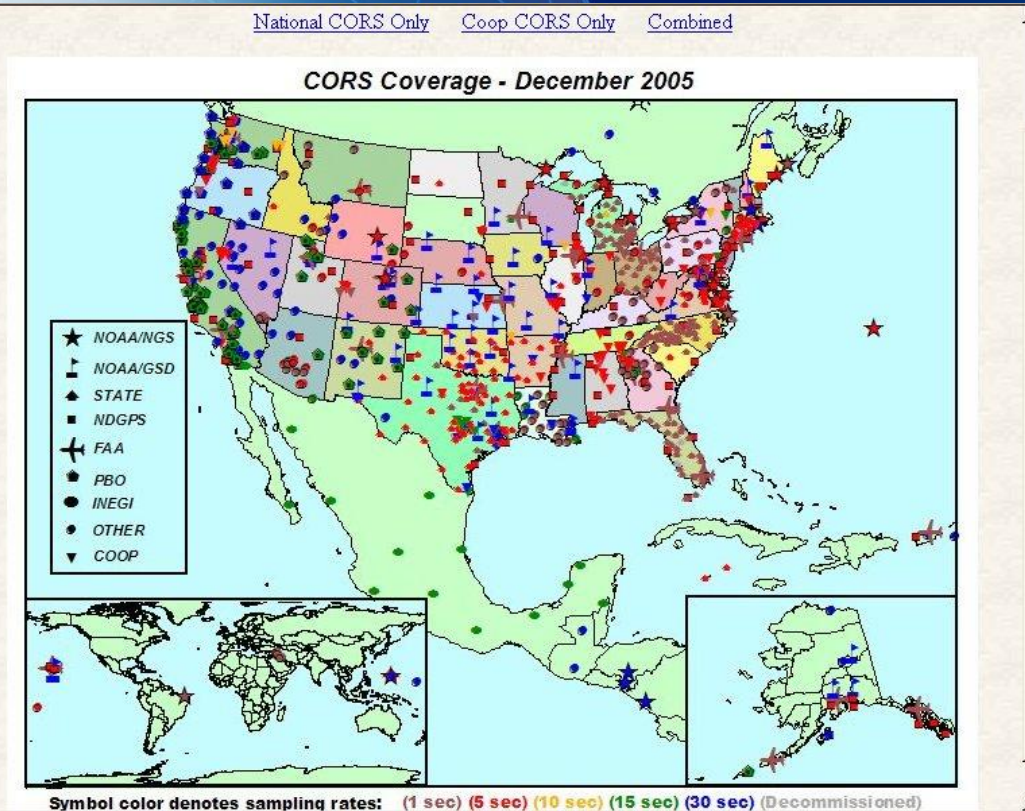 National CORS Only Coop CORS Only Combined
CORS Coverage - December 2005
NOAA/NGS
NOAA/GSD
STATE
NDGPS
FAA
PBO
INEGI
OTHER
COOP
Symbol color denotes sampling rates: (1 sec) (5 sec) (10 sec) (15 sec) (30 sec) (Decommissioned)